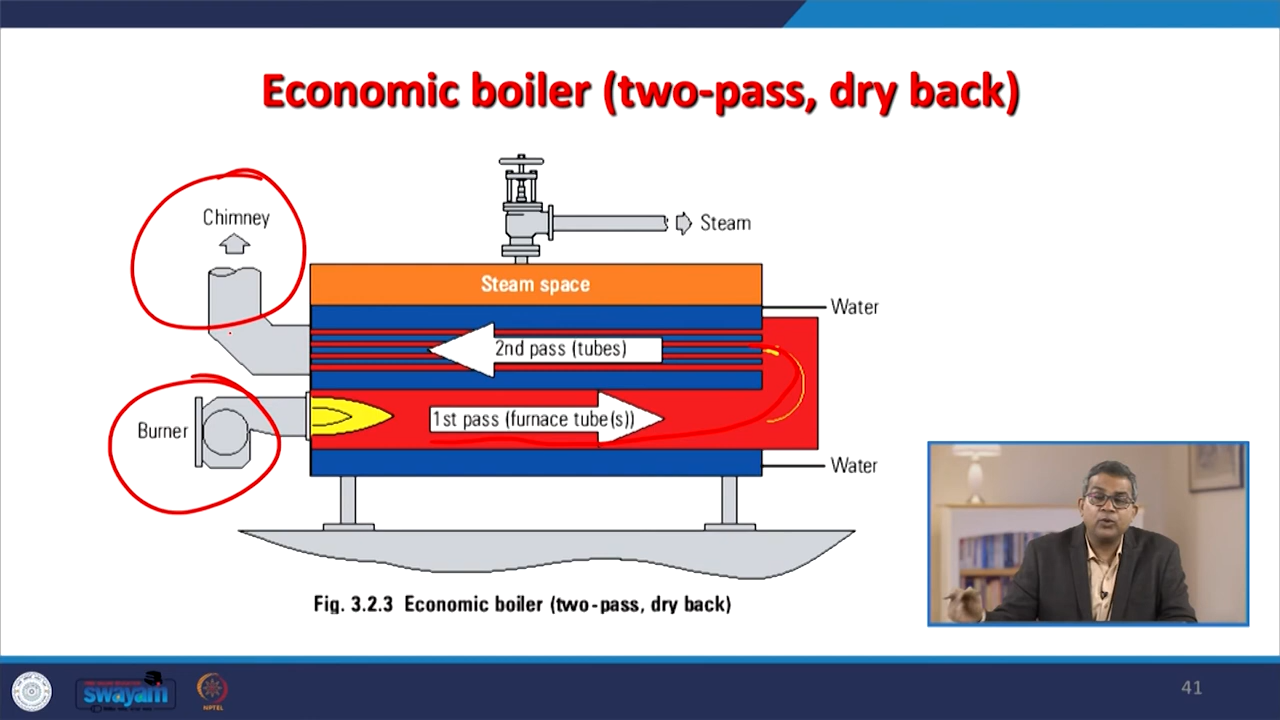 Economic boiler (two-pass, dry back)
Chimney
Steam
Steam space
Water
2nd pass (tubes)
1st pass (furnace tube(s))
Burner
Water
Fig. 3.2.3 Economic boiler (two-pass, dry back)
swayam
NPTEL
41